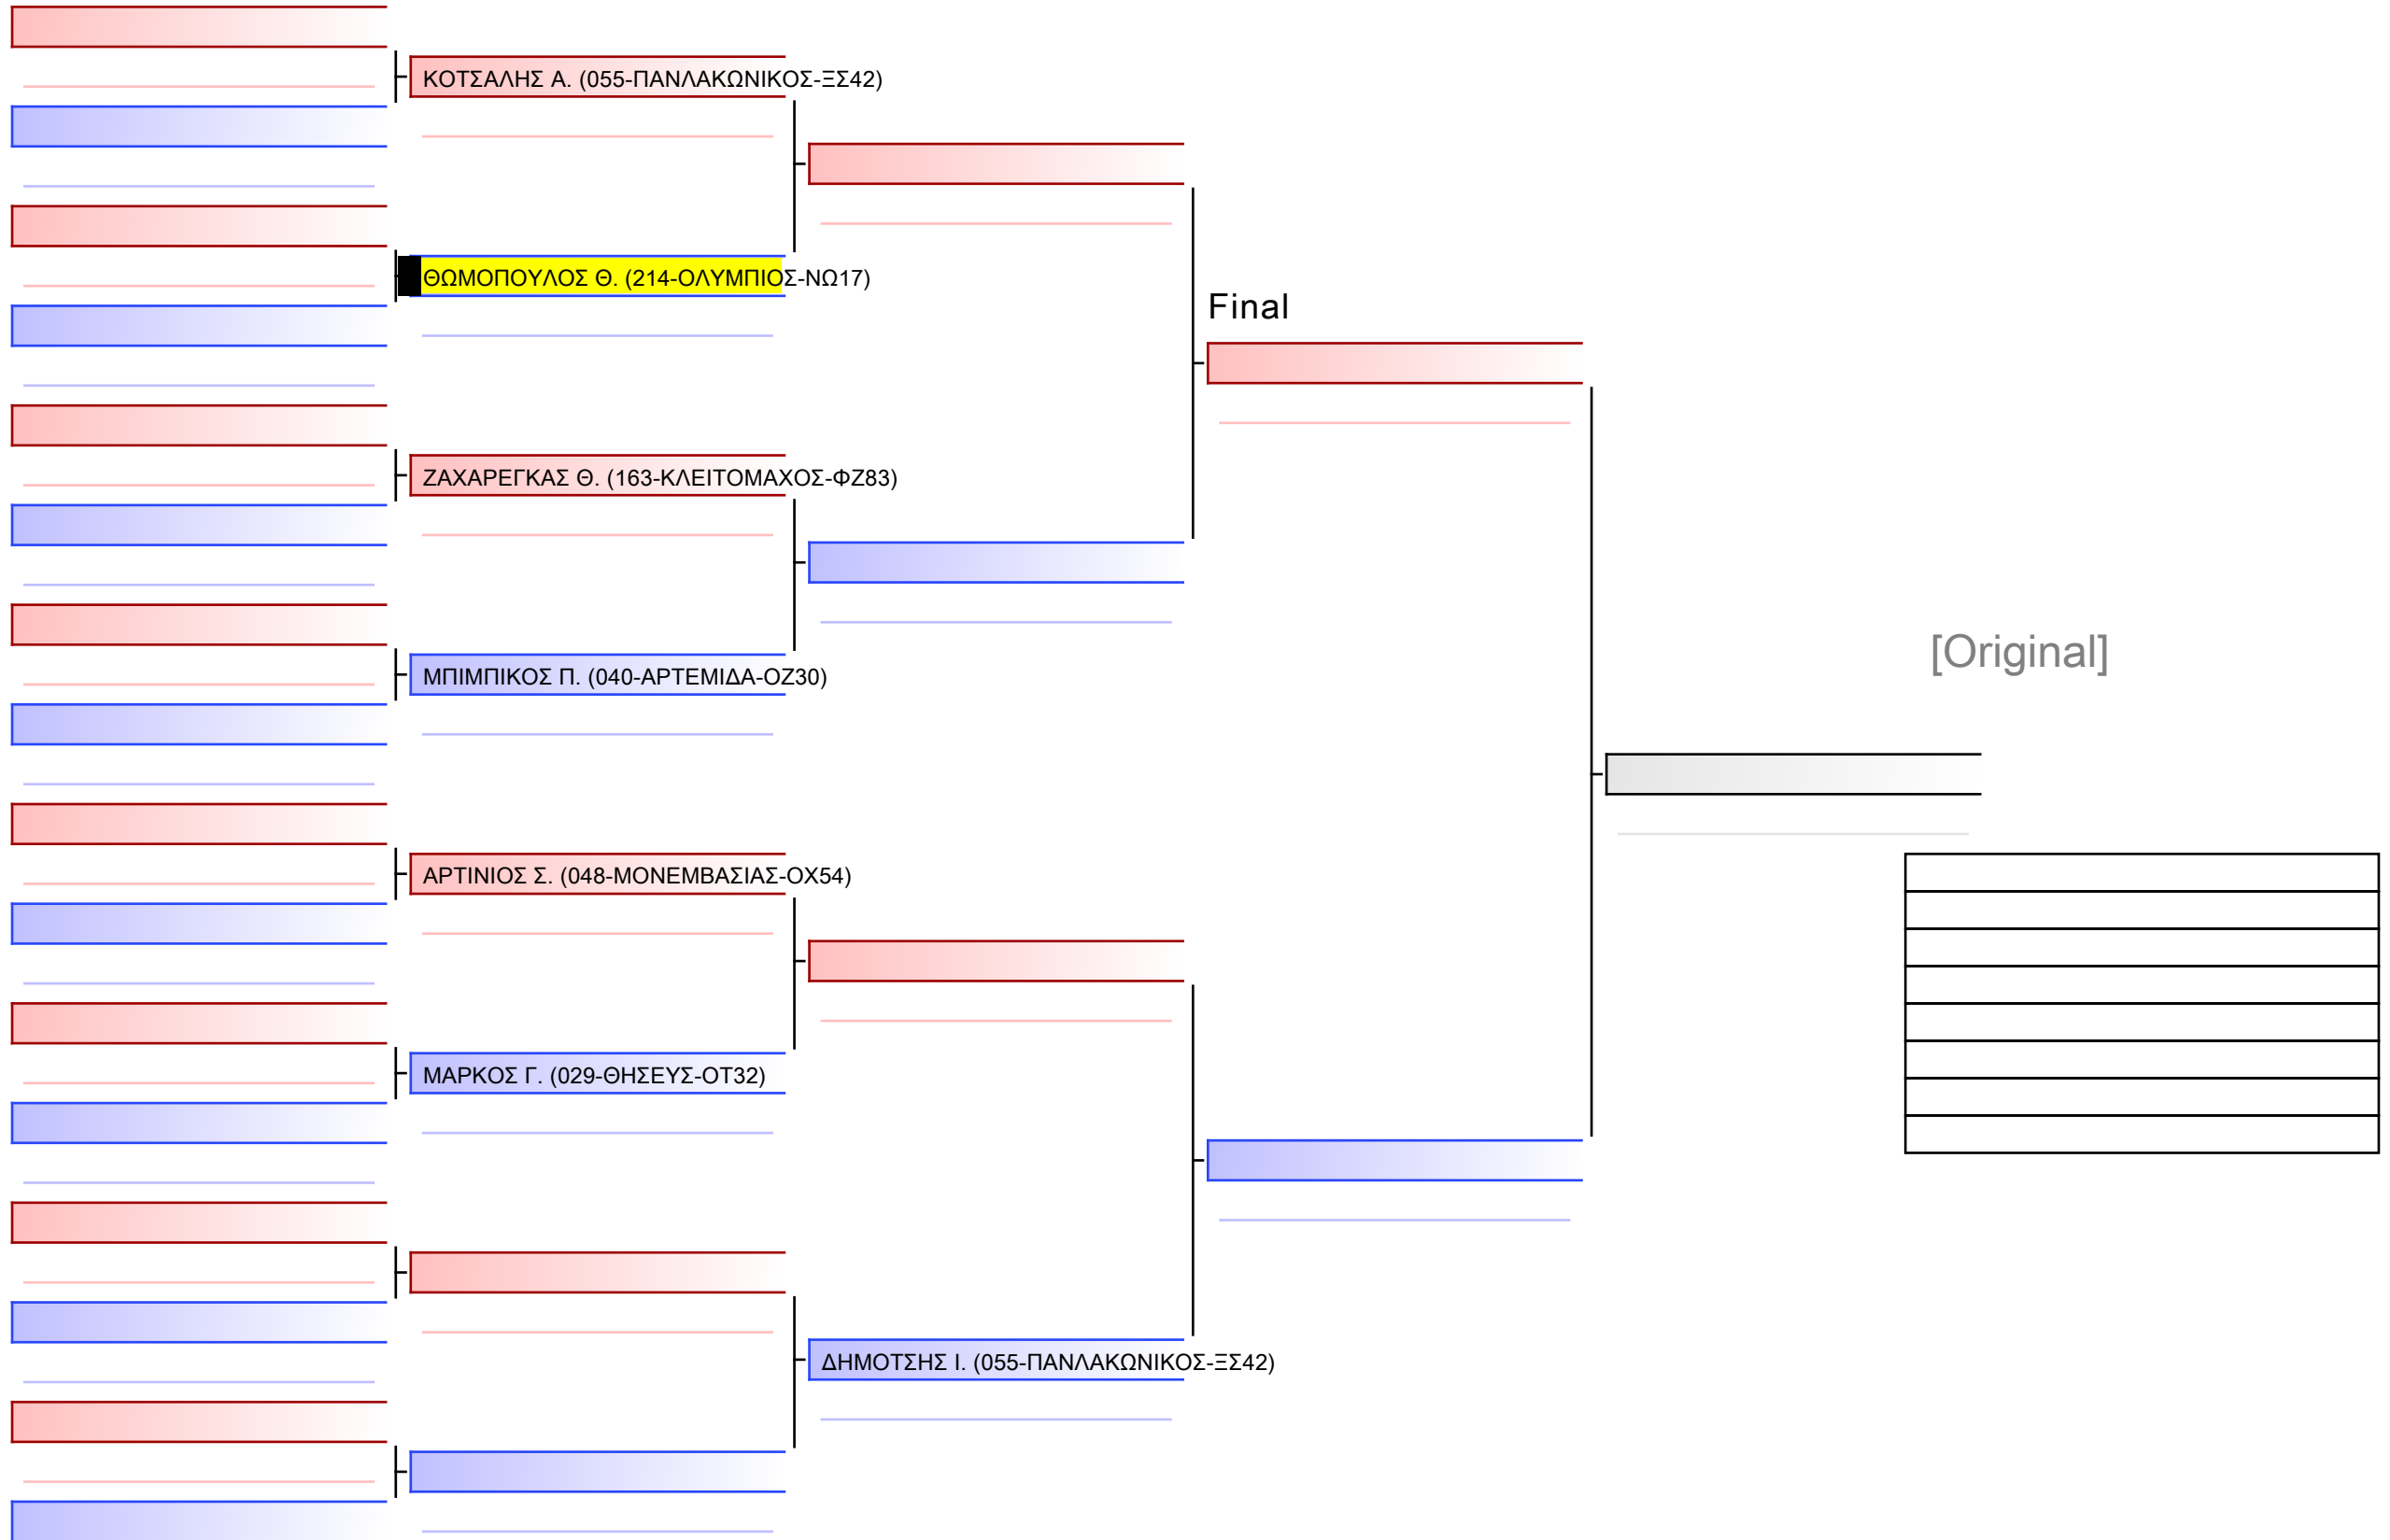 ΚΟΤΣΑΛΗΣ Α. (055-ΠΑΝΛΑΚΩΝΙΚΟΣ-ΞΣ42)
ΘΩΜΟΠΟΥΛΟΣ Θ. (214-ΟΛΥΜΠΙΟΣ-ΝΩ17)
Final
ΖΑΧΑΡΕΓΚΑΣ Θ. (163-ΚΛΕΙΤΟΜΑΧΟΣ-ΦΖ83)
[Original]
ΜΠΙΜΠΙΚΟΣ Π. (040-ΑΡΤΕΜΙΔΑ-ΟΖ30)
ΑΡΤΙΝΙΟΣ Σ. (048-ΜΟΝΕΜΒΑΣΙΑΣ-ΟΧ54)
ΜΑΡΚΟΣ Γ. (029-ΘΗΣΕΥΣ-ΟΤ32)
ΔΗΜΟΤΣΗΣ Ι. (055-ΠΑΝΛΑΚΩΝΙΚΟΣ-ΞΣ42)